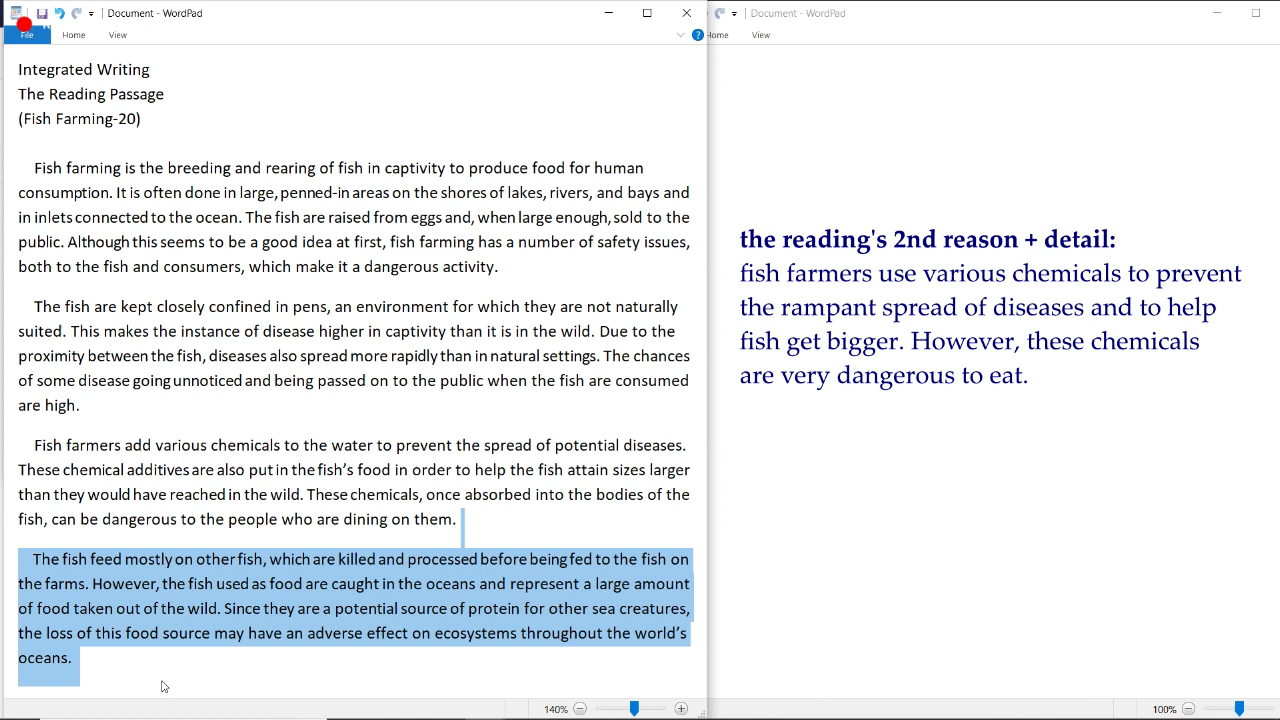 Document - WordPad
File Home View
Integrated Writing
The Reading Passage
(Fish Farming-20)
Fish farming is the breeding and rearing of fish in captivity to produce food for human
consumption. It is often done in large, penned-in areas on the shores of lakes, rivers, and bays and
in inlets connected to the ocean. The fish are raised from eggs and, when large enough, sold to the
public. Although this seems to be a good idea at first, fish farming has a number of safety issues,
both to the fish and consumers, which make it a dangerous activity.
The fish are kept closely confined in pens, an environment for which they are not naturally
suited. This makes the instance of disease higher in captivity than it is in the wild. Due to the
proximity between the fish, diseases also spread more rapidly than in natural settings. The chances
of some disease going unnoticed and being passed on to the public when the fish are consumed
are high.
Fish farmers add various chemicals to the water to prevent the spread of potential diseases.
These chemical additives are also put in the fish's food in order to help the fish attain sizes larger
than they would have reached in the wild. These chemicals, once absorbed into the bodies of the
fish, can be dangerous to the people who are dining on them.
The fish feed mostly on other fish, which are killed and processed before being fed to the fish on
the farms. However, the fish used as food are caught in the oceans and represent a large amount
of food taken out of the wild. Since they are a potential source of protein for other sea creatures,
the loss of this food source may have an adverse effect on ecosystems throughout the world's
oceans.
140%
Document - WordPad
Home View
the reading's 2nd reason + detail:
fish farmers use various chemicals to prevent
the rampant spread of diseases and to help
fish get bigger. However, these chemicals
are very dangerous to eat.
100%